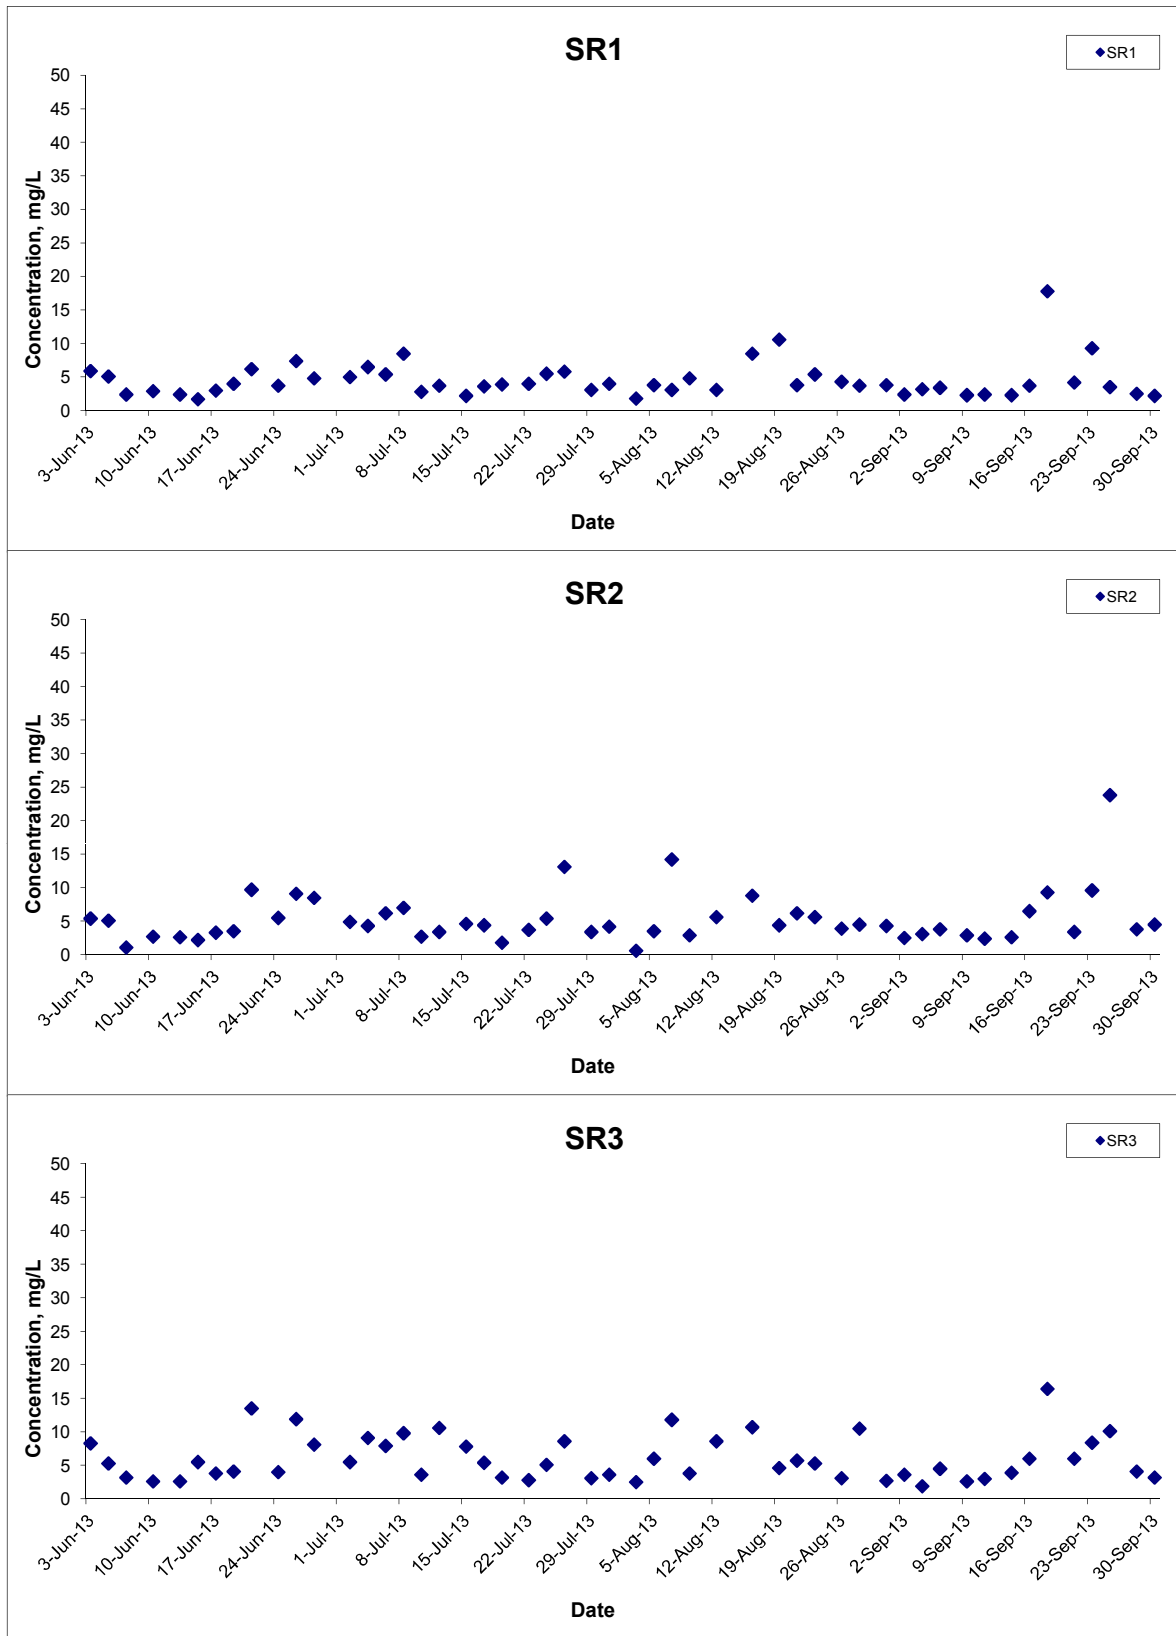 SR1
SR1
50
45
40
35
30
25
20
15
10
5
0
Concentration, mg/L
3-Jun-13
10-Jun-13
17-Jun-13
24-Jun-13
1-Jul-13
8-Jul-13
15-Jul-13
22-Jul-13
29-Jul-13
5-Aug-13
12-Aug-13
19-Aug-13
26-Aug-13
2-Sep-13
9-Sep-13
16-Sep-13
23-Sep-13
30-Sep-13
Date
SR2
SR2
50
45
40
35
30
25
20
15
10
5
0
Concentration, mg/L
3-Jun-13
10-Jun-13
17-Jun-13
24-Jun-13
1-Jul-13
8-Jul-13
15-Jul-13
22-Jul-13
29-Jul-13
5-Aug-13
12-Aug-13
19-Aug-13
26-Aug-13
2-Sep-13
9-Sep-13
16-Sep-13
23-Sep-13
30-Sep-13
Date
SR3
SR3
50
45
40
35
30
25
20
15
10
5
0
Concentration, mg/L
3-Jun-13
10-Jun-13
17-Jun-13
24-Jun-13
1-Jul-13
8-Jul-13
15-Jul-13
22-Jul-13
29-Jul-13
5-Aug-13
12-Aug-13
19-Aug-13
26-Aug-13
2-Sep-13
9-Sep-13
16-Sep-13
23-Sep-13
30-Sep-13
Date